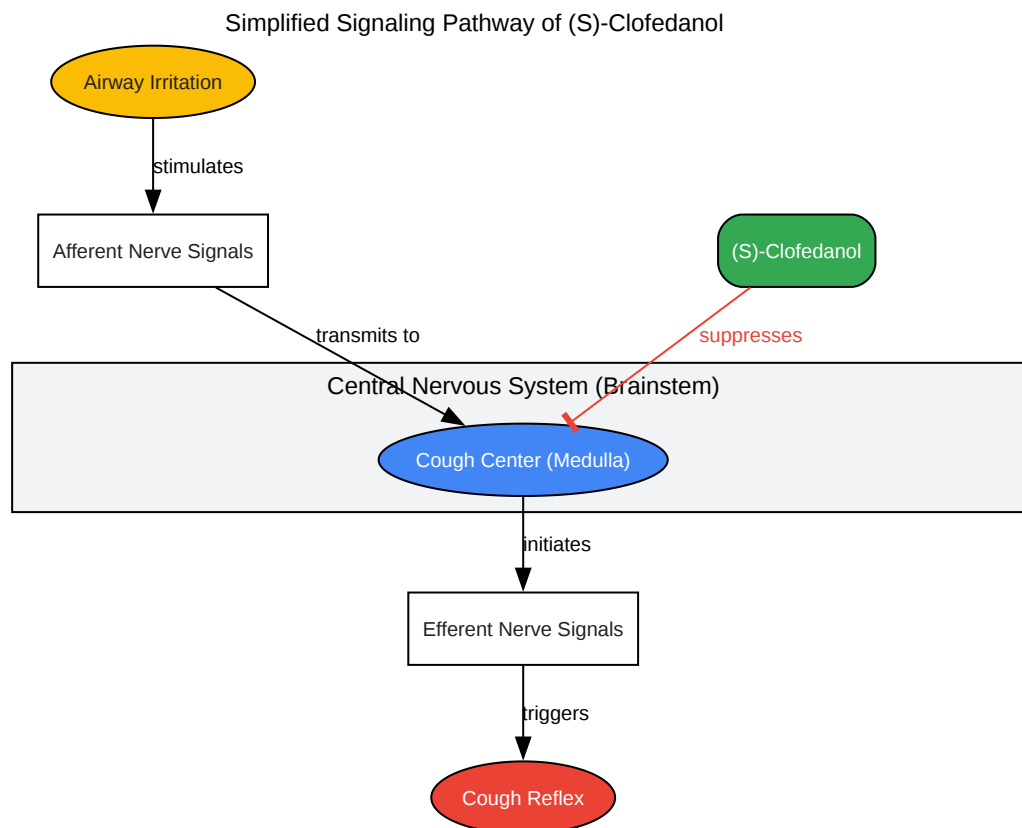 Simplified Signaling Pathway of (S)-Clofedanol
Airway Irritation
stimulates
Afferent Nerve Signals
(S)-Clofedanol
transmits to
suppresses
Central Nervous System (Brainstem)
Cough Center (Medulla)
initiates
Efferent Nerve Signals
triggers
Cough Reflex